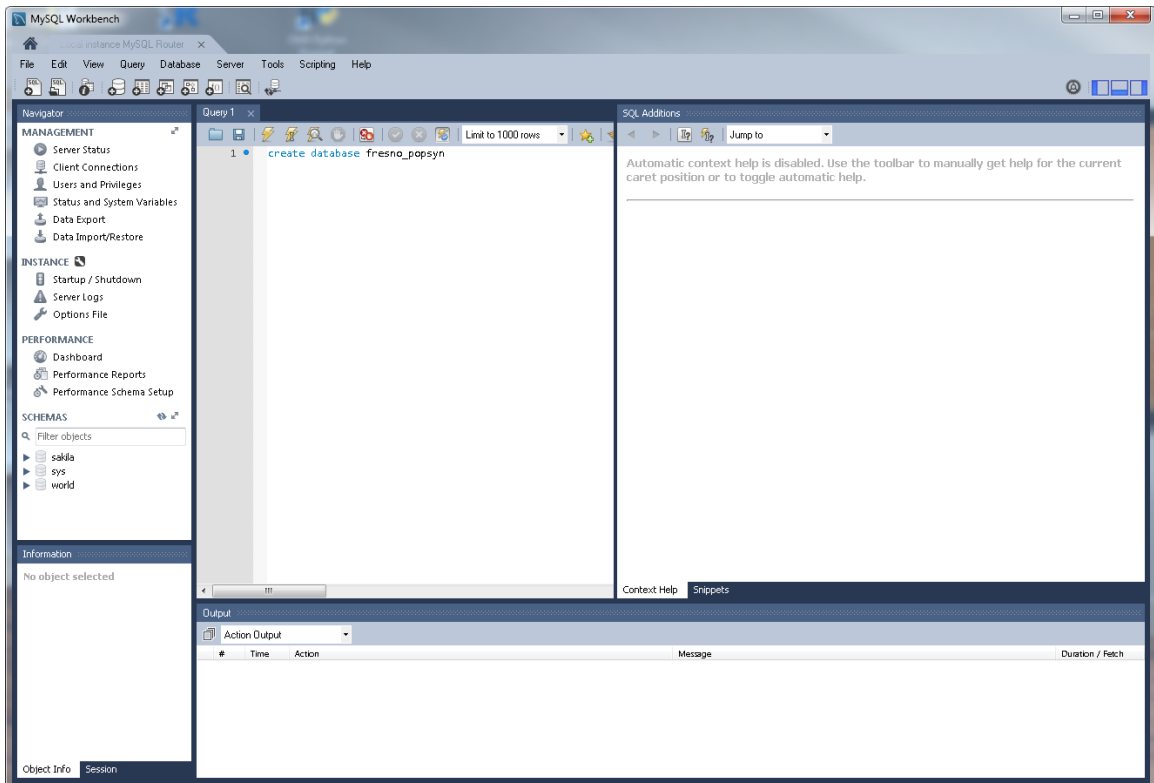 MySQL Workbench
Local instance MySQL Router
File Edit View Query Database Server Tools Scripting Help
Navigator
MANAGEMENT
Server Status
Client Connections
Users and Privileges
Status and System Variables
Data Export
Data Import/Restore
INSTANCE
Startup / Shutdown
Server Logs
Options File
PERFORMANCE
Dashboard
Performance Reports
Performance Schema Setup
SCHEMAS
Filter objects
sakila
sys
world
Information
No object selected
Object Info Session
Query 1
Limit to 1000 rows
1 create database fresno_popsyn
SQL Additions
Jump to
Automatic context help is disabled. Use the toolbar to manually get help for the current
caret position or to toggle automatic help.
Context Help Snippets
Output
Action Output
# Time Action Message Duration / Fetch